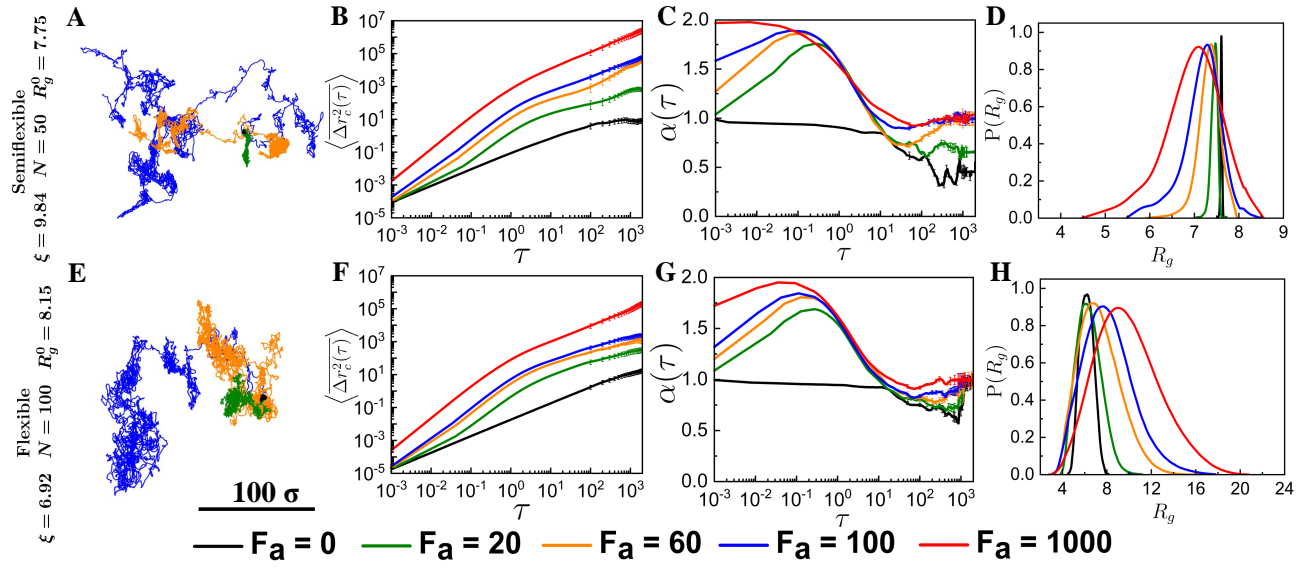 A
B
C
D
Semiflexible
ξ = 9.84 N = 50 R_g^0 = 7.75
10^7
10^5
10^3
10^1
10^-1
10^-3
10^-5
⟨Δr_c^2(τ)⟩
10^-3 10^-2 10^-1 10^0 10^1 10^2 10^3
τ
2.0
1.5
1.0
0.5
0.0
α(τ)
10^-3 10^-2 10^-1 10^0 10^1 10^2 10^3
τ
1.0
0.8
0.6
0.4
0.2
0.0
P(R_g)
4 5 6 7 8 9
R_g
E
F
G
H
Flexible
ξ = 6.92 N = 100 R_g^0 = 8.15
100 σ
10^7
10^5
10^3
10^1
10^-1
10^-3
10^-5
⟨Δr_c^2(τ)⟩
10^-3 10^-2 10^-1 10^0 10^1 10^2 10^3
τ
2.0
1.5
1.0
0.5
0.0
α(τ)
10^-3 10^-2 10^-1 10^0 10^1 10^2 10^3
τ
1.0
0.8
0.6
0.4
0.2
0.0
P(R_g)
4 8 12 16 20 24
R_g
F_a = 0 F_a = 20 F_a = 60 F_a = 100 F_a = 1000